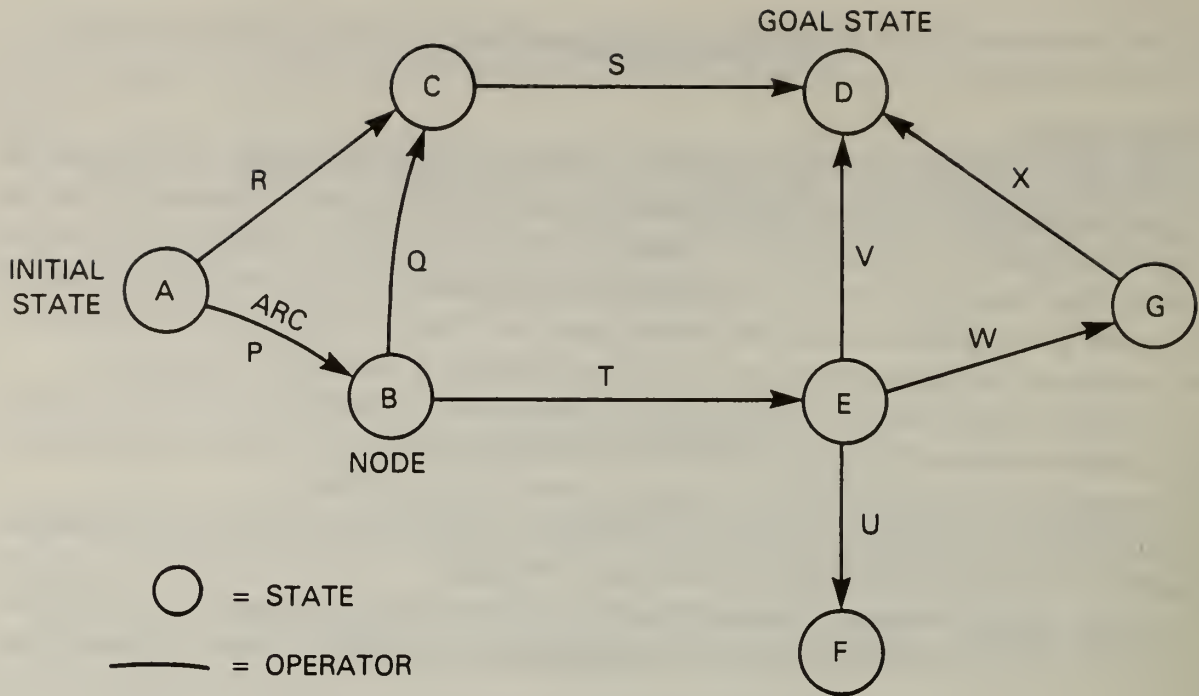 GOAL STATE
C
S
D
R
X
Q
V
INITIAL
STATE
A
ARC
P
G
W
B
T
E
NODE
U
= STATE
= OPERATOR
F